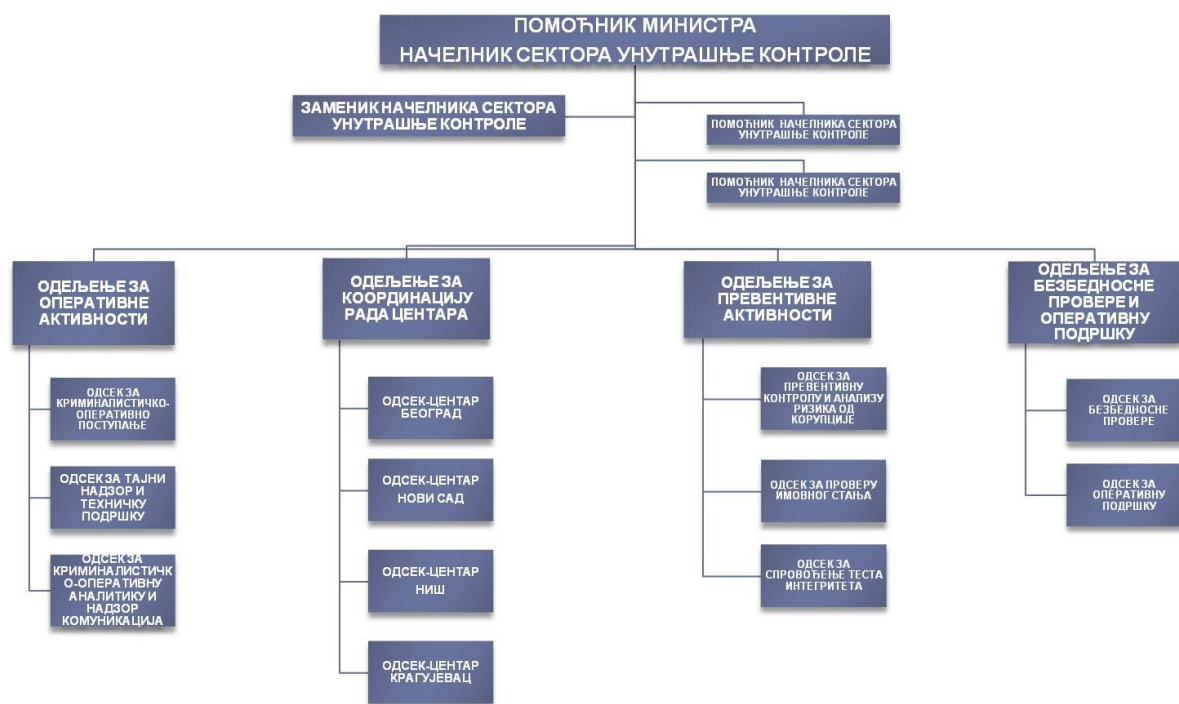 ПОМОЋНИК МИНИСТРА
НАЧЕЛНИК СЕКТОРА УНУТРАШЊЕ КОНТРОЛЕ
ЗАМЕНИК НАЧЕЛНИКА СЕКТОРА
УНУТРАШЊЕ КОНТРОЛЕ
ПОМОЋНИК НАЧЕЛНИКА СЕКТОРА
УНУТРАШЊЕ КОНТРОЛЕ
ПОМОЋНИК НАЧЕЛНИКА СЕКТОРА
УНУТРАШЊЕ КОНТРОЛЕ
ОДЕЉЕЊЕ ЗА
ОПЕРАТИВНЕ
АКТИВНОСТИ
ОДСЕК ЗА
КРИМИНАЛИСТИЧКО-
ОПЕРАТИВНО
ПОСТУПАЊЕ
ОДСЕК ЗА ТАЈНИ
НАДЗОР И
ТЕХНИЧКУ
ПОДРШКУ
ОДСЕК ЗА
КРИМИНАЛИСТИЧК
О-ОПЕРАТИВНУ
АНАЛИТИКУ И
НАДЗОР
КОМУНИКАЦИЈА
ОДЕЉЕЊЕ ЗА
КООРДИНАЦИЈУ
РАДА ЦЕНТАРА
ОДСЕК-ЦЕНТАР
БЕОГРАД
ОДСЕК-ЦЕНТАР
НОВИ САД
ОДСЕК-ЦЕНТАР
НИШ
ОДСЕК-ЦЕНТАР
КРАГУЈЕВАЦ
ОДЕЉЕЊЕ ЗА
ПРЕВЕНТИВНЕ
АКТИВНОСТИ
ОДСЕК ЗА
ПРЕВЕНТИВНУ
КОНТРОЛУ И АНАЛИЗУ
РИЗИКА ОД
КОРУПЦИЈЕ
ОДСЕК ЗА ПРОВЕРУ
ИМОВНОГ СТАЊА
ОДСЕК ЗА
СПРОВОЂЕЊЕ ТЕСТА
ИНТЕГРИТЕТА
ОДЕЉЕЊЕ ЗА
БЕЗБЕДНОСНЕ
ПРОВЕРЕ И
ОПЕРАТИВНУ
ПОДРШКУ
ОДСЕК ЗА
БЕЗБЕДНОСНЕ
ПРОВЕРЕ
ОДСЕК ЗА
ОПЕРАТИВНУ
ПОДРШКУ